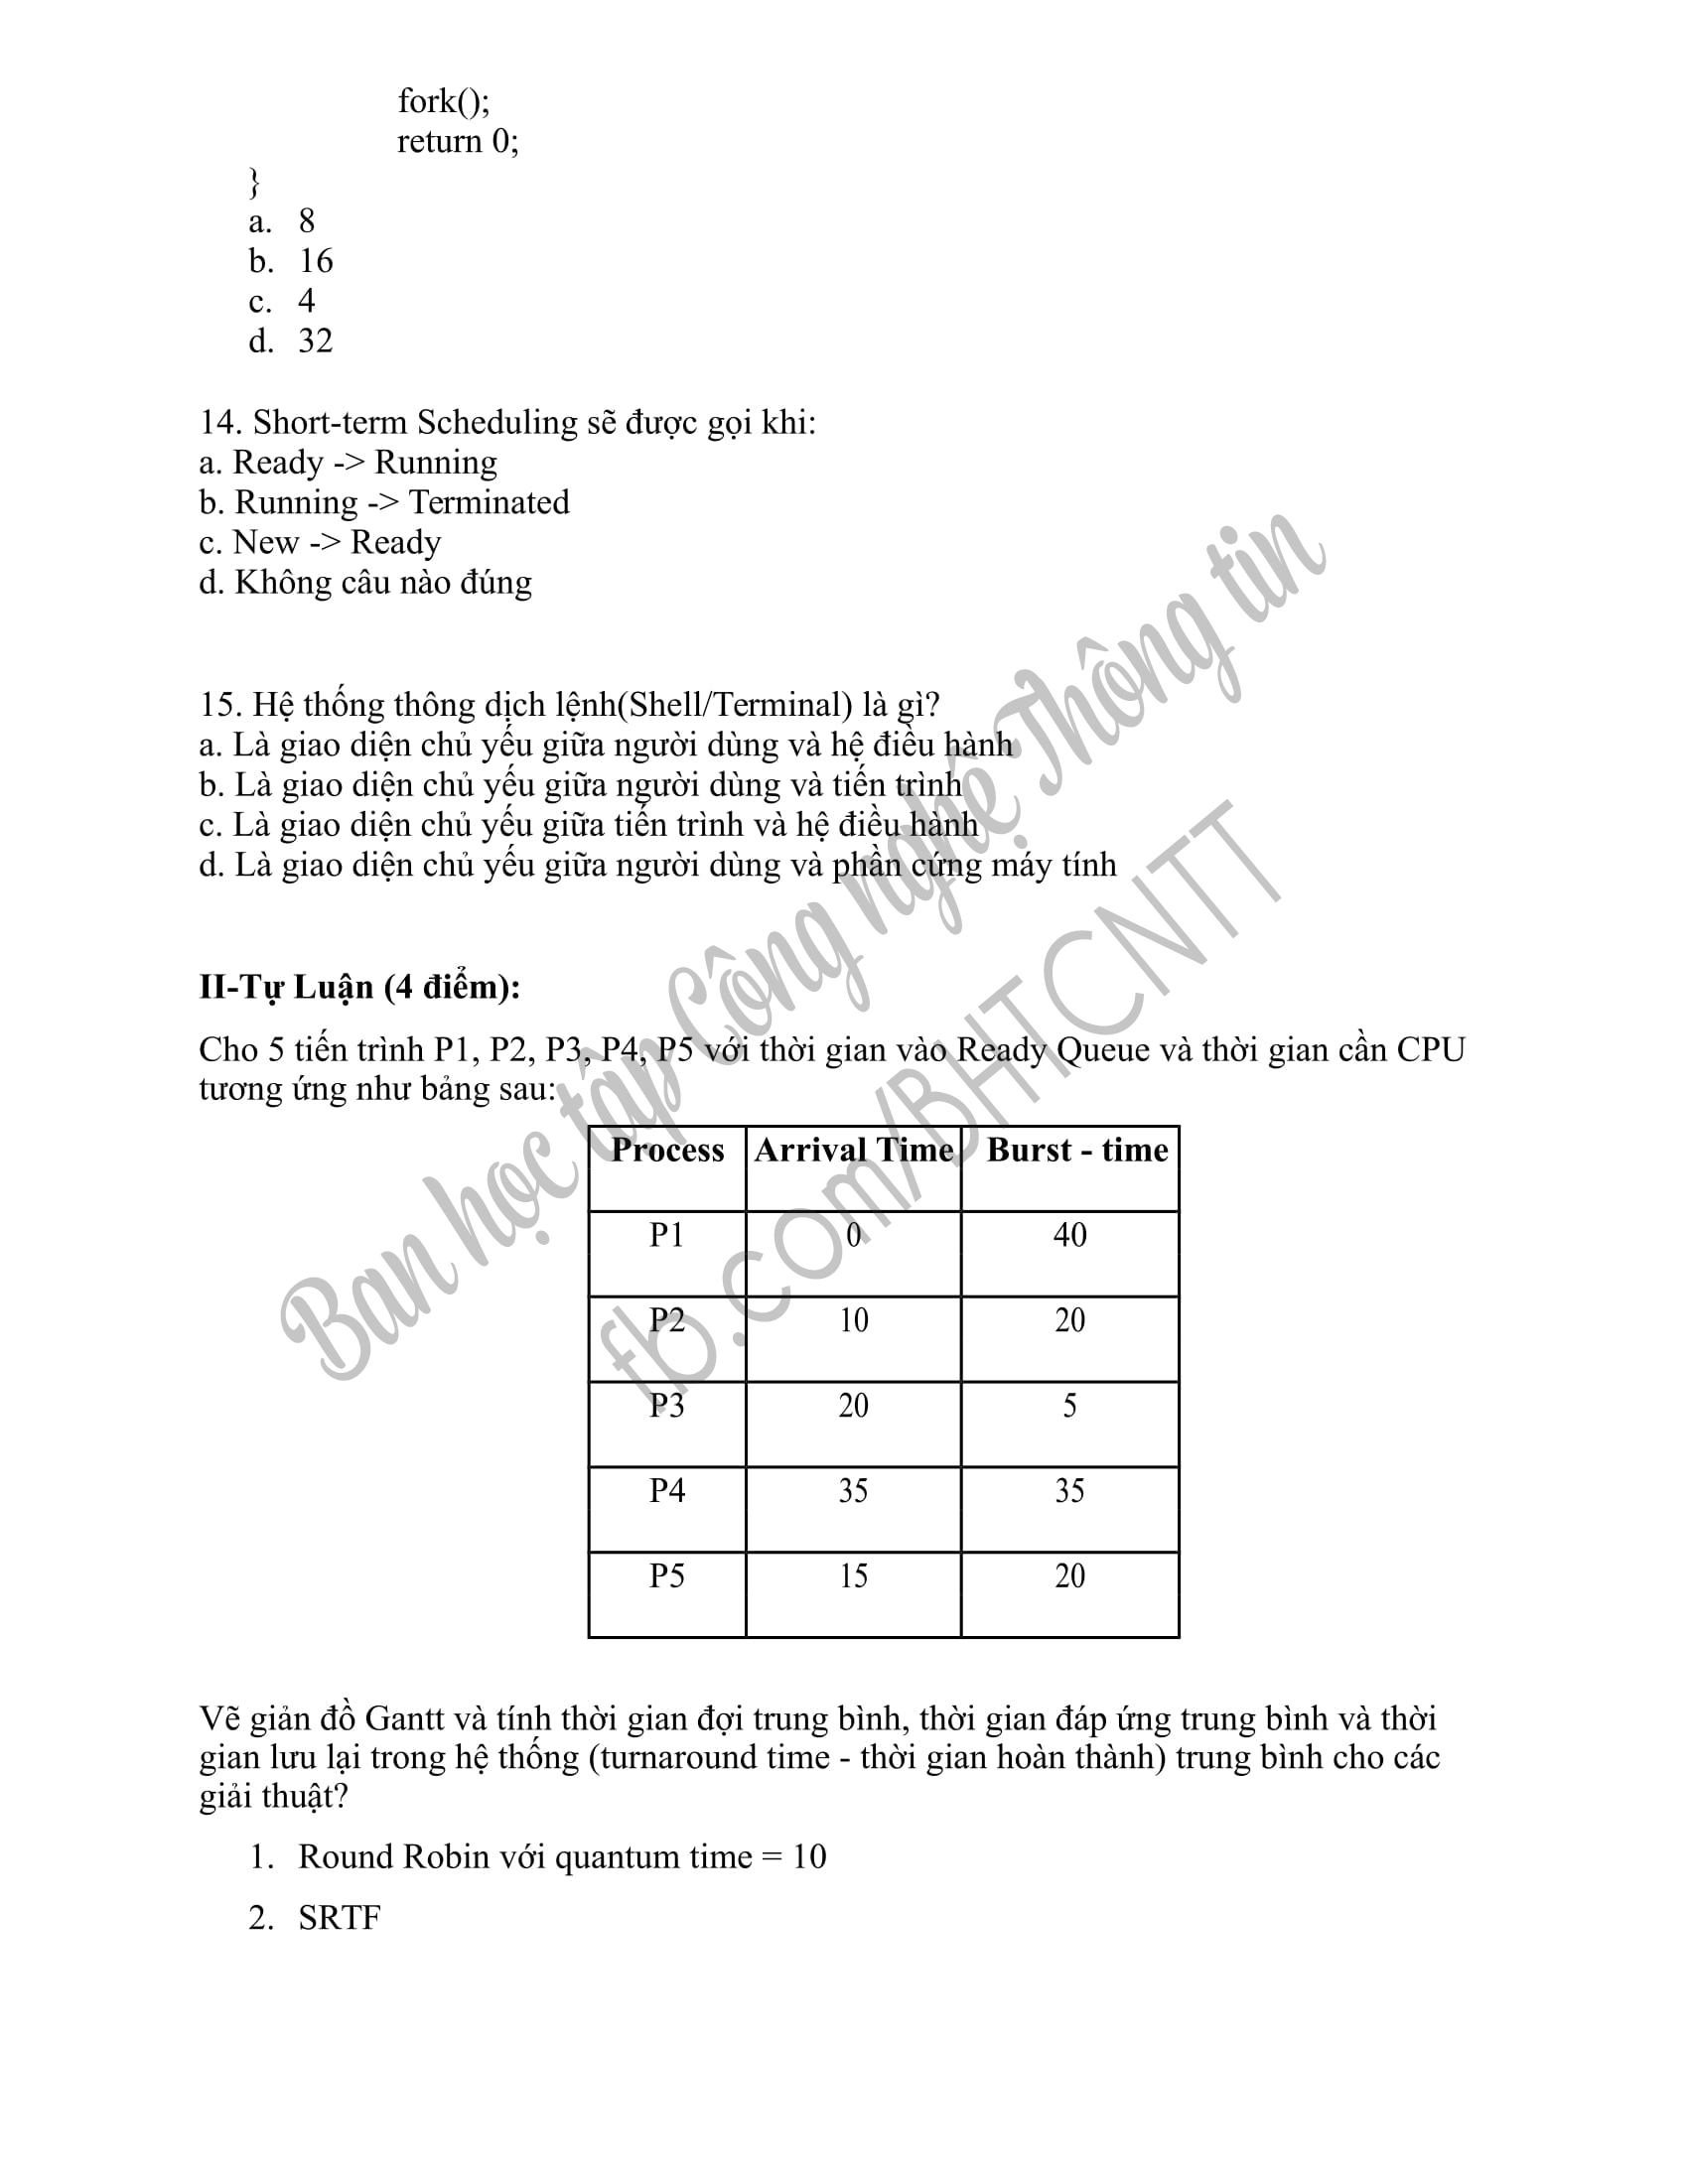 fork();
return 0;
}
a. 8
b. 16
c. 4
d. 32
14. Short-term Scheduling sẽ được gọi khi:
a. Ready -> Running
b. Running -> Terminated
c. New -> Ready
d. Không câu nào đúng
15. Hệ thống thông dịch lệnh(Shell/Terminal) là gì?
a. Là giao diện chủ yếu giữa người dùng và hệ điều hành
b. Là giao diện chủ yếu giữa người dùng và tiến trình
c. Là giao diện chủ yếu giữa tiến trình và hệ điều hành
d. Là giao diện chủ yếu giữa người dùng và phần cứng máy tính
II-Tự Luận (4 điểm):
Cho 5 tiến trình P1, P2, P3, P4, P5 với thời gian vào Ready Queue và thời gian cần CPU
tương ứng như bảng sau:
Process Arrival Time Burst - time
P1 0 40
P2 10 20
P3 20 5
P4 35 35
P5 15 20
Vẽ giản đồ Gantt và tính thời gian đợi trung bình, thời gian đáp ứng trung bình và thời
gian lưu lại trong hệ thống (turnaround time - thời gian hoàn thành) trung bình cho các
giải thuật?
1. Round Robin với quantum time = 10
2. SRTF
Ban học tập Công nghệ Thông tin
fb.com/BHTCNTT